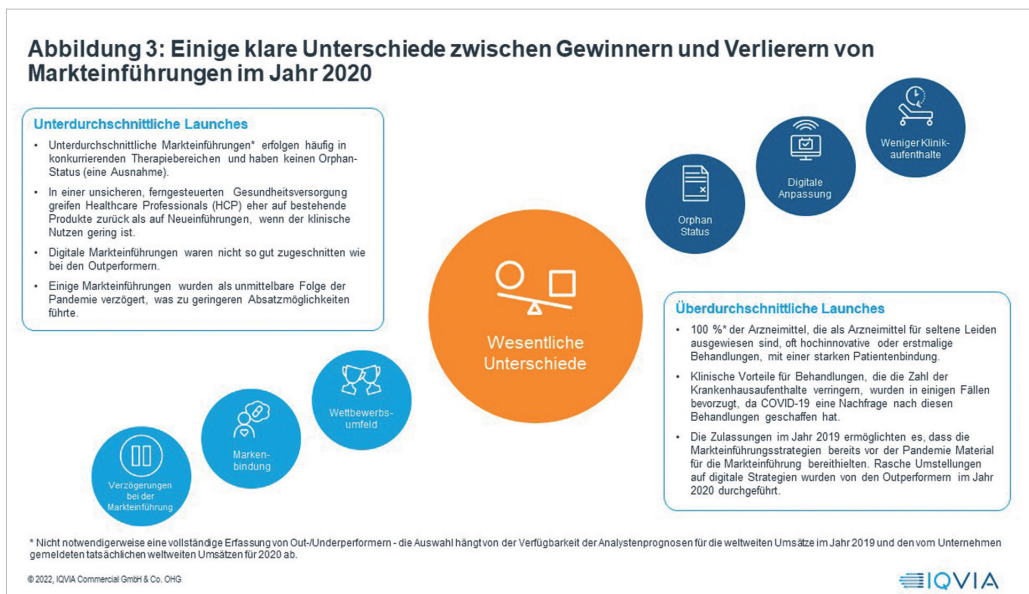 Abbildung 3: Einige klare Unterschiede zwischen Gewinnern und Verlierern von
Markteinführungen im Jahr 2020
Unterdurchschnittliche Launches
• Unterdurchschnittliche Markteinführungen* erfolgen häufig in
konkurrierenden Therapiebereichen und haben keinen Orphan-
Status (eine Ausnahme).
• In einer unsicheren, ferngesteuerten Gesundheitsversorgung
greifen Healthcare Professionals (HCP) eher auf bestehende
Produkte zurück als auf Neueinführungen, wenn der klinische
Nutzen gering ist.
• Digitale Markteinführungen waren nicht so gut zugeschnitten wie
bei den Outperformern.
• Einige Markteinführungen wurden als unmittelbare Folge der
Pandemie verzögert, was zu geringeren Absatzmöglichkeiten
führte.
Verzögerungen
bei der
Markteinführung
Marken-
bindung
Wettbewerbs-
umfeld
Wesentliche
Unterschiede
Orphan
Status
Digitale
Anpassung
Weniger Klinik-
aufenthalte
Überdurchschnittliche Launches
• 100 %* der Arzneimittel, die als Arzneimittel für seltene Leiden
ausgewiesen sind, oft hochinnovative oder erstmalige
Behandlungen, mit einer starken Patientenbindung.
• Klinische Vorteile für Behandlungen, die die Zahl der
Krankenhausaufenthalte verringern, wurden in einigen Fällen
bevorzugt, da COVID-19 eine Nachfrage nach diesen
Behandlungen geschaffen hat.
• Die Zulassungen im Jahr 2019 ermöglichten es, dass die
Markteinführungsstrategien bereits vor der Pandemie Material
für die Markteinführung bereithielten. Rasche Umstellungen
auf digitale Strategien wurden von den Outperformern im Jahr
2020 durchgeführt.
* Nicht notwendigerweise eine vollständige Erfassung von Out-/Underperformern - die Auswahl hängt von der Verfügbarkeit der Analystenprognosen für die weltweiten Umsätze im Jahr 2019 und den vom Unternehmen
gemeldeten tatsächlichen weltweiten Umsätzen für 2020 ab.
© 2022, IQVIA Commercial GmbH & Co. OHG
IQVIA